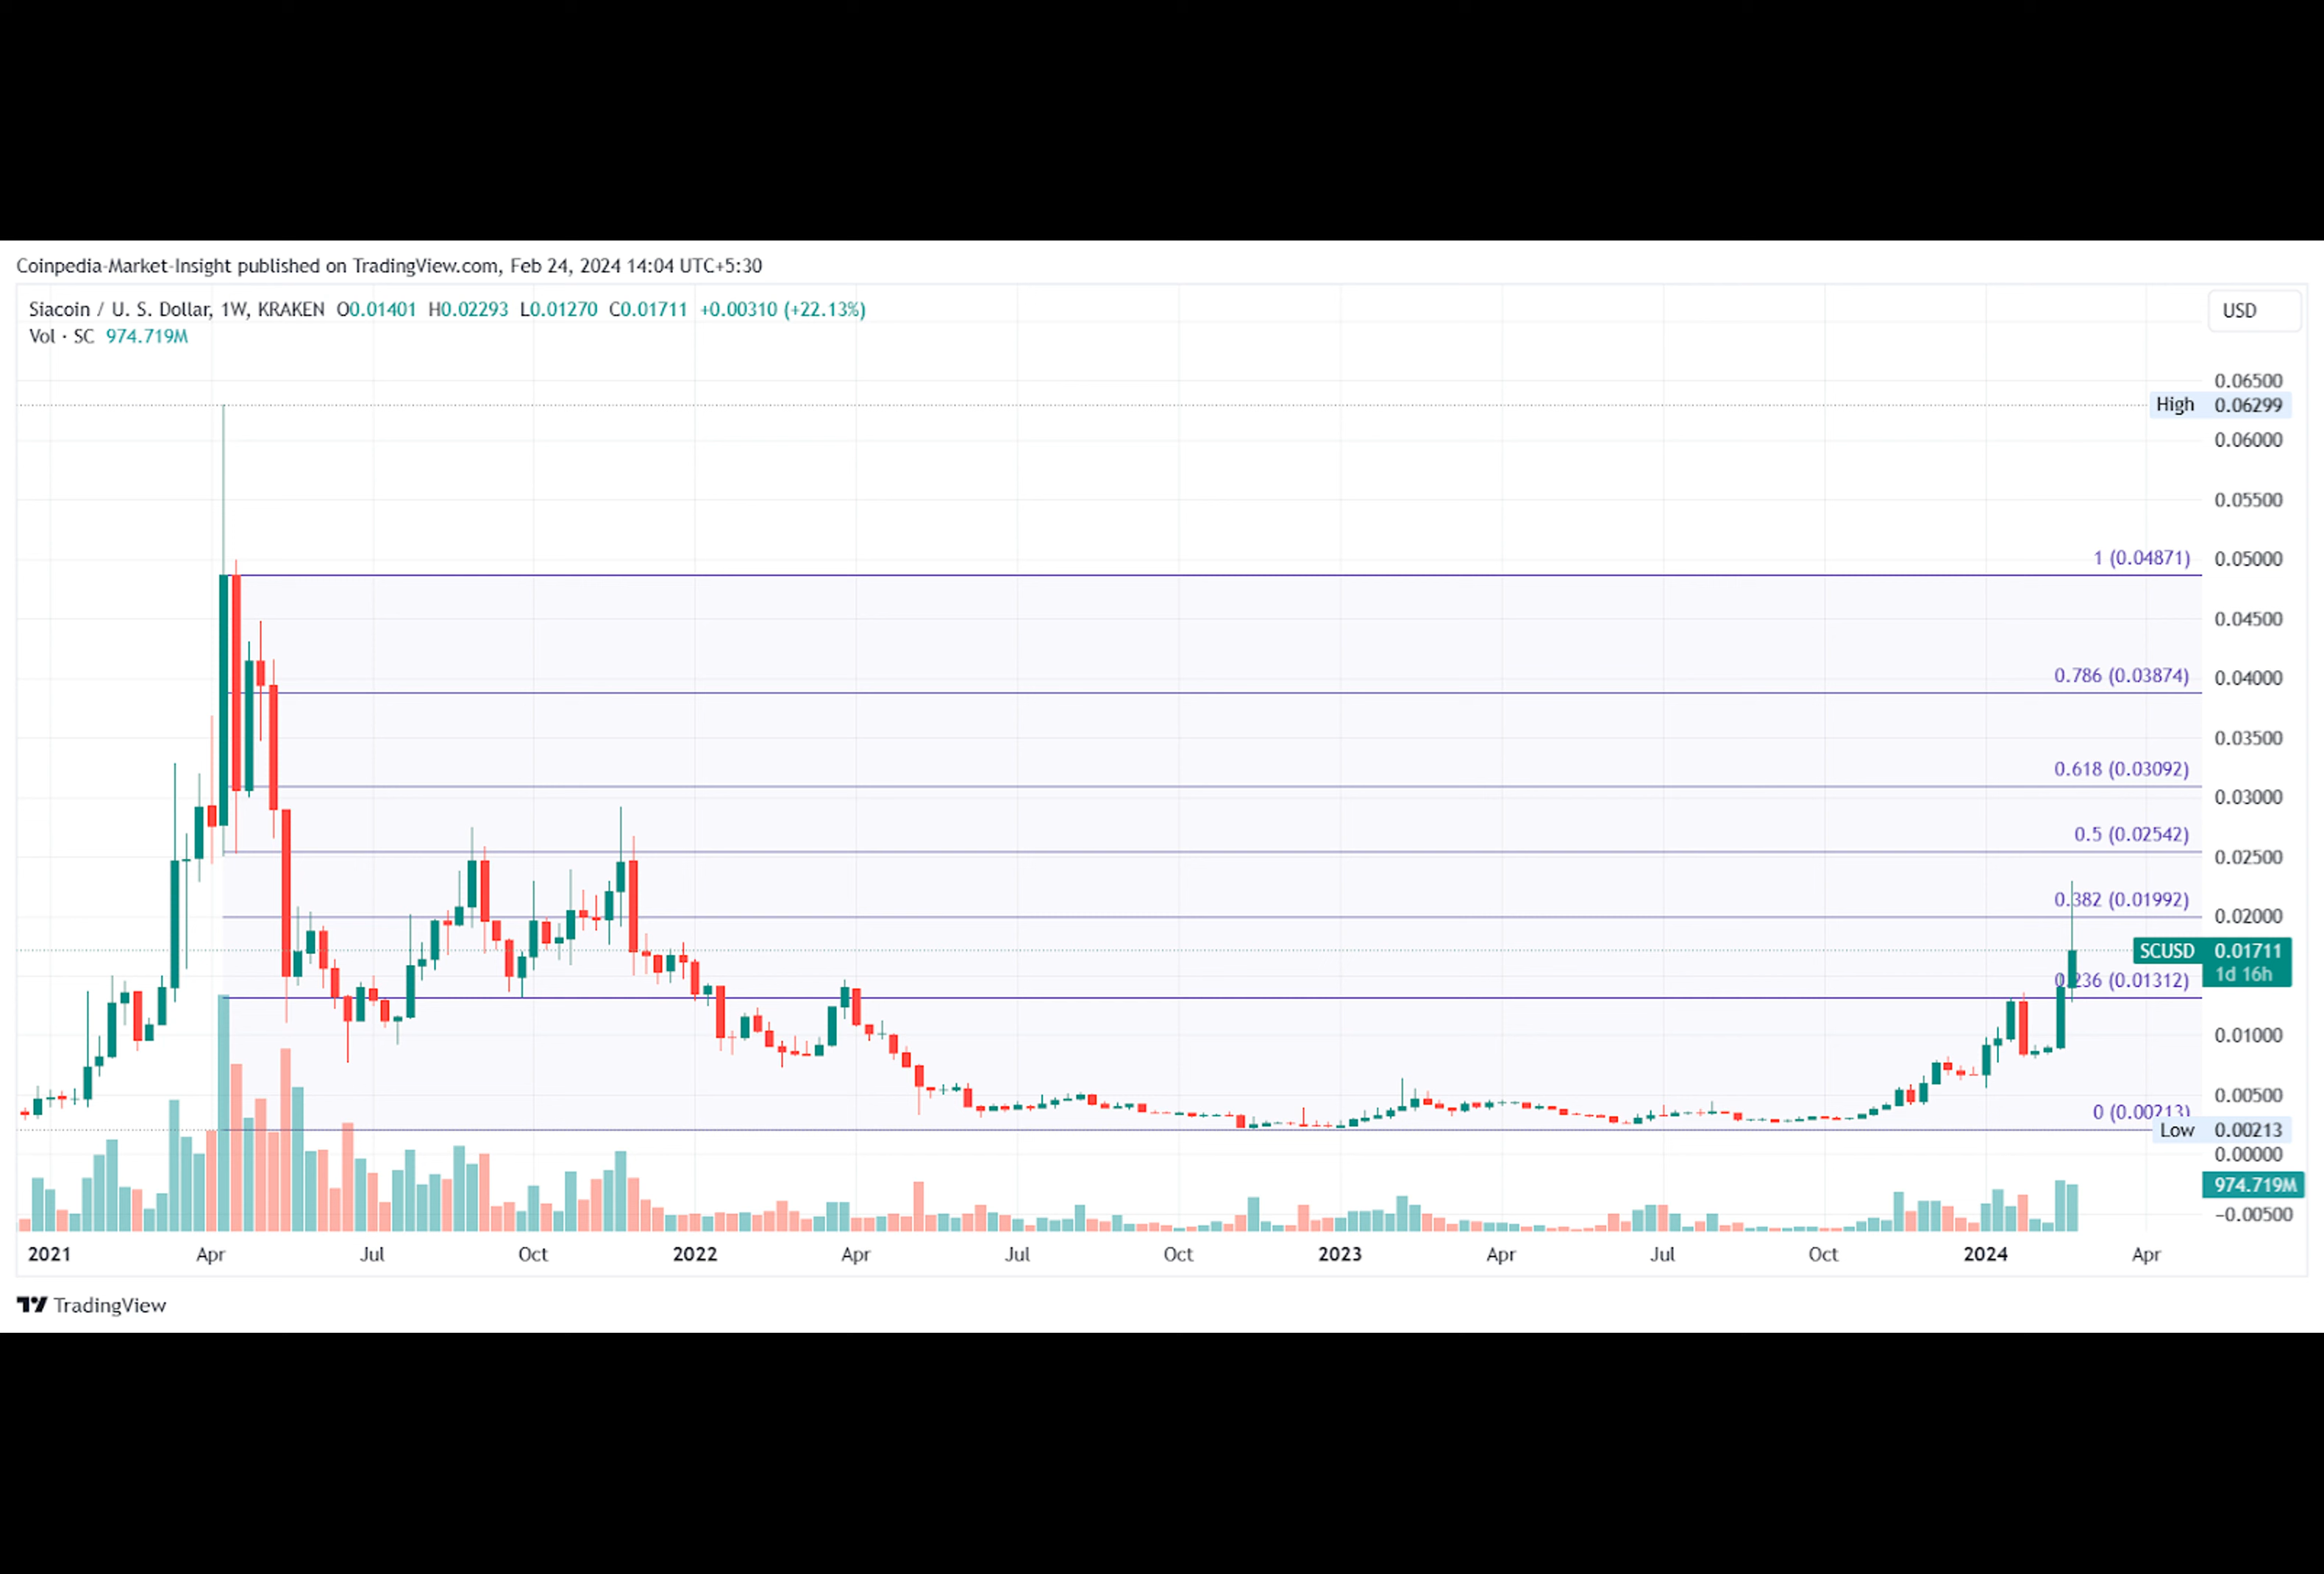 Coinpedia-Market-Insight published on TradingView.com, Feb 24, 2024 14:04 UTC+5:30
Siacoin / U. S. Dollar, 1W, KRAKEN O0.01401 H0.02293 L0.01270 C0.01711 +0.00310 (+22.13%)
USD
Vol · SC 974.719M
0.06500
High 0.06299
0.06000
0.05500
1 (0.04871) 0.05000
0.04500
0.786 (0.03874) 0.04000
0.03500
0.618 (0.03092)
0.03000
0.5 (0.02542)
0.02500
0.382 (0.01992)
0.02000
SCUSD 0.01711
1d 16h
0.236 (0.01312)
0.01000
0.00500
0 (0.00213)
Low 0.00213
0.00000
974.719M
−0.00500
2021 Apr Jul Oct 2022 Apr Jul Oct 2023 Apr Jul Oct 2024 Apr
TradingView